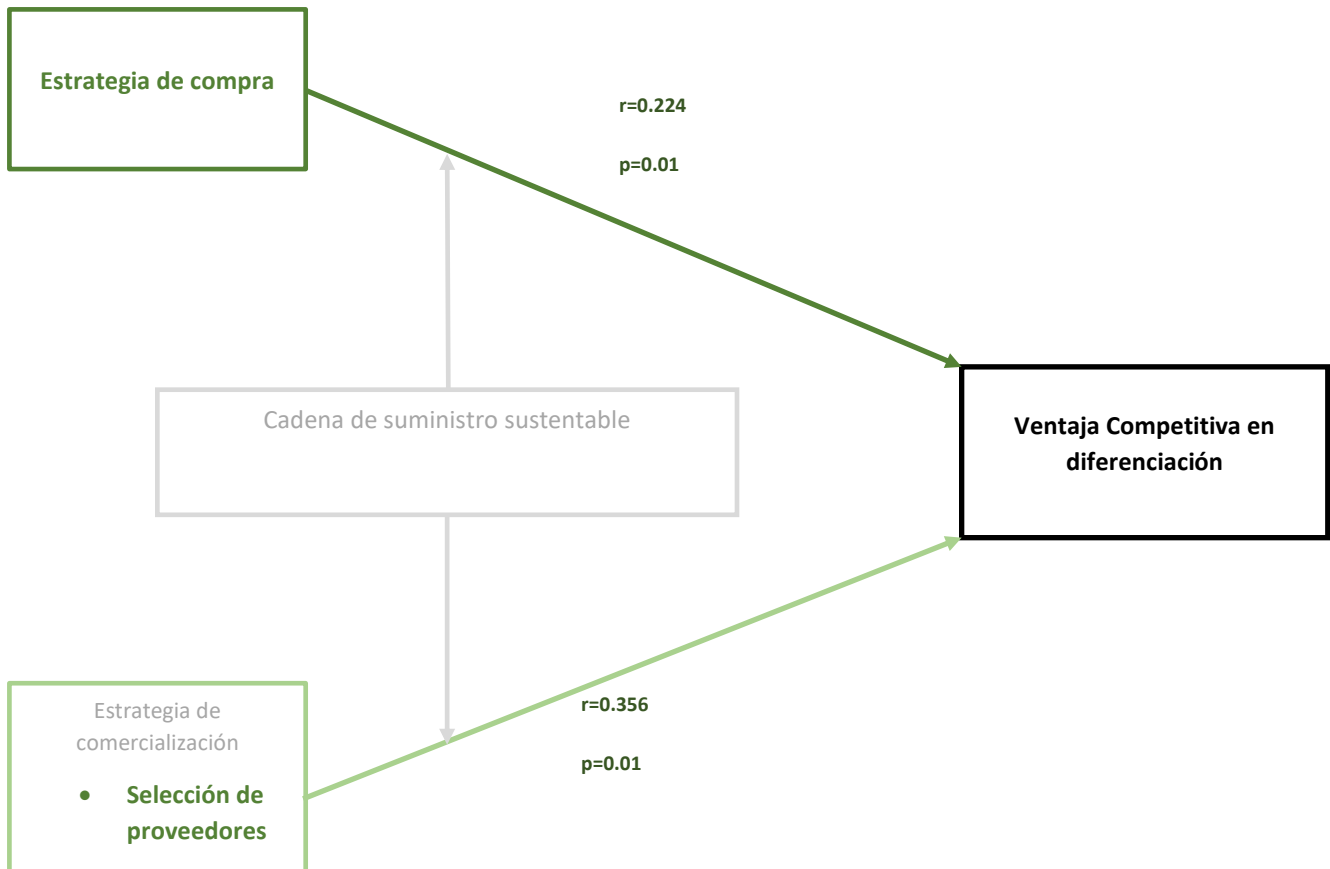 Estrategia de compra
r=0.224
p=0.01
Cadena de suministro sustentable
Ventaja Competitiva en
diferenciación
Estrategia de
comercialización
• Selección de
proveedores
r=0.356
p=0.01